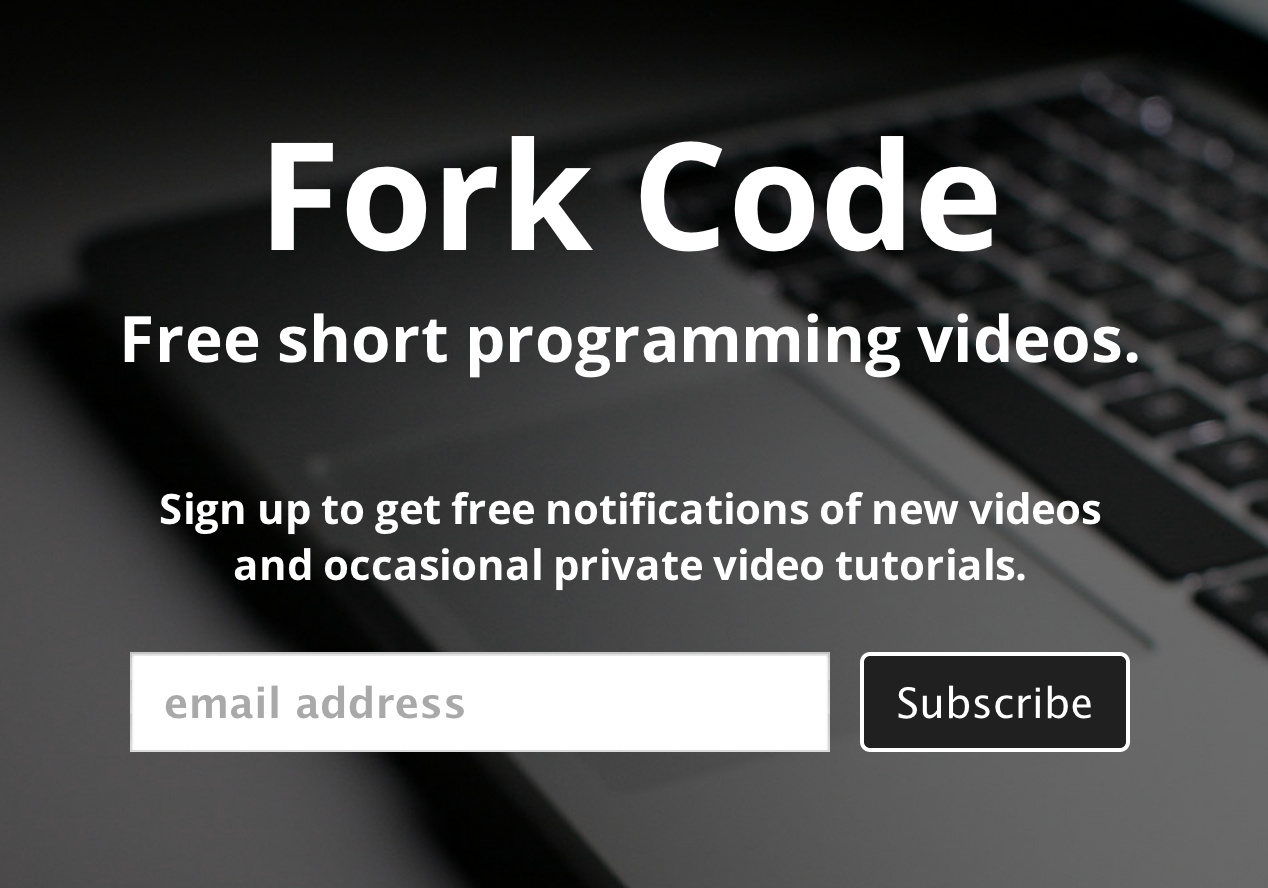 Fork Code
Free short programming videos.
Sign up to get free notifications of new videos
and occasional private video tutorials.
email address
Subscribe